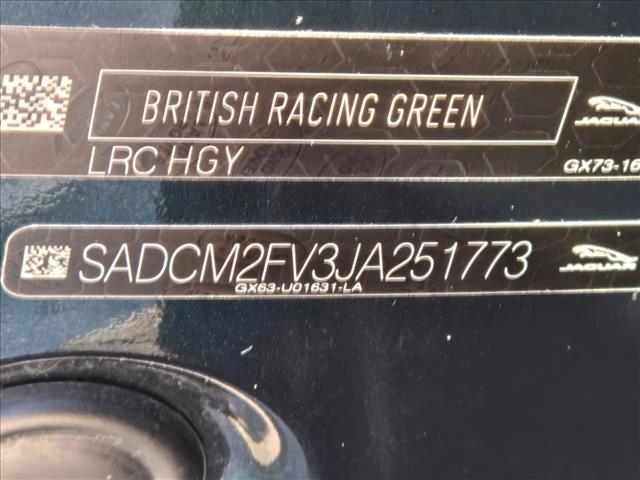 BRITISH RACING GREEN
JAGUAR
LRC HGY
GX73-16
SADCM2FV3JA251773
JAGUAR
GX63-U01631-LA